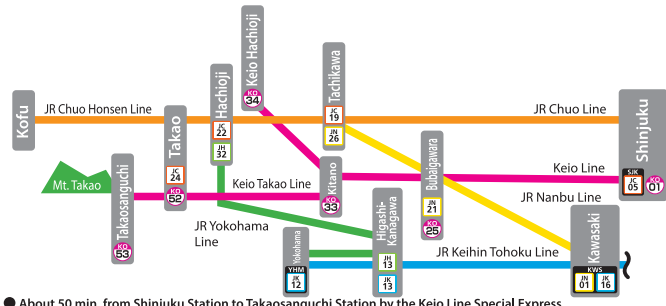 Kofu
JR Chuo Honsen Line
Mt. Takao
Takaosanguchi
KO
53
Takao
JC
24
KO
52
Hachioji
JC
22
JH
32
Keio Hachioji
KO
34
Keio Takao Line
JR Yokohama
Line
Yokohama
YHM
JK
12
Kitano
KO
33
Tachikawa
JC
19
JN
26
Higashi-
Kanagawa
JH
13
JK
13
Bubaigawara
JN
21
KO
25
JR Chuo Line
Keio Line
JR Nanbu Line
JR Keihin Tohoku Line
Kawasaki
KWS
JN
01
JK
16
Shinjuku
SJK
JC
05
KO
01
● About 50 min. from Shinjuku Station to Takaosanguchi Station by the Keio Line Special Express